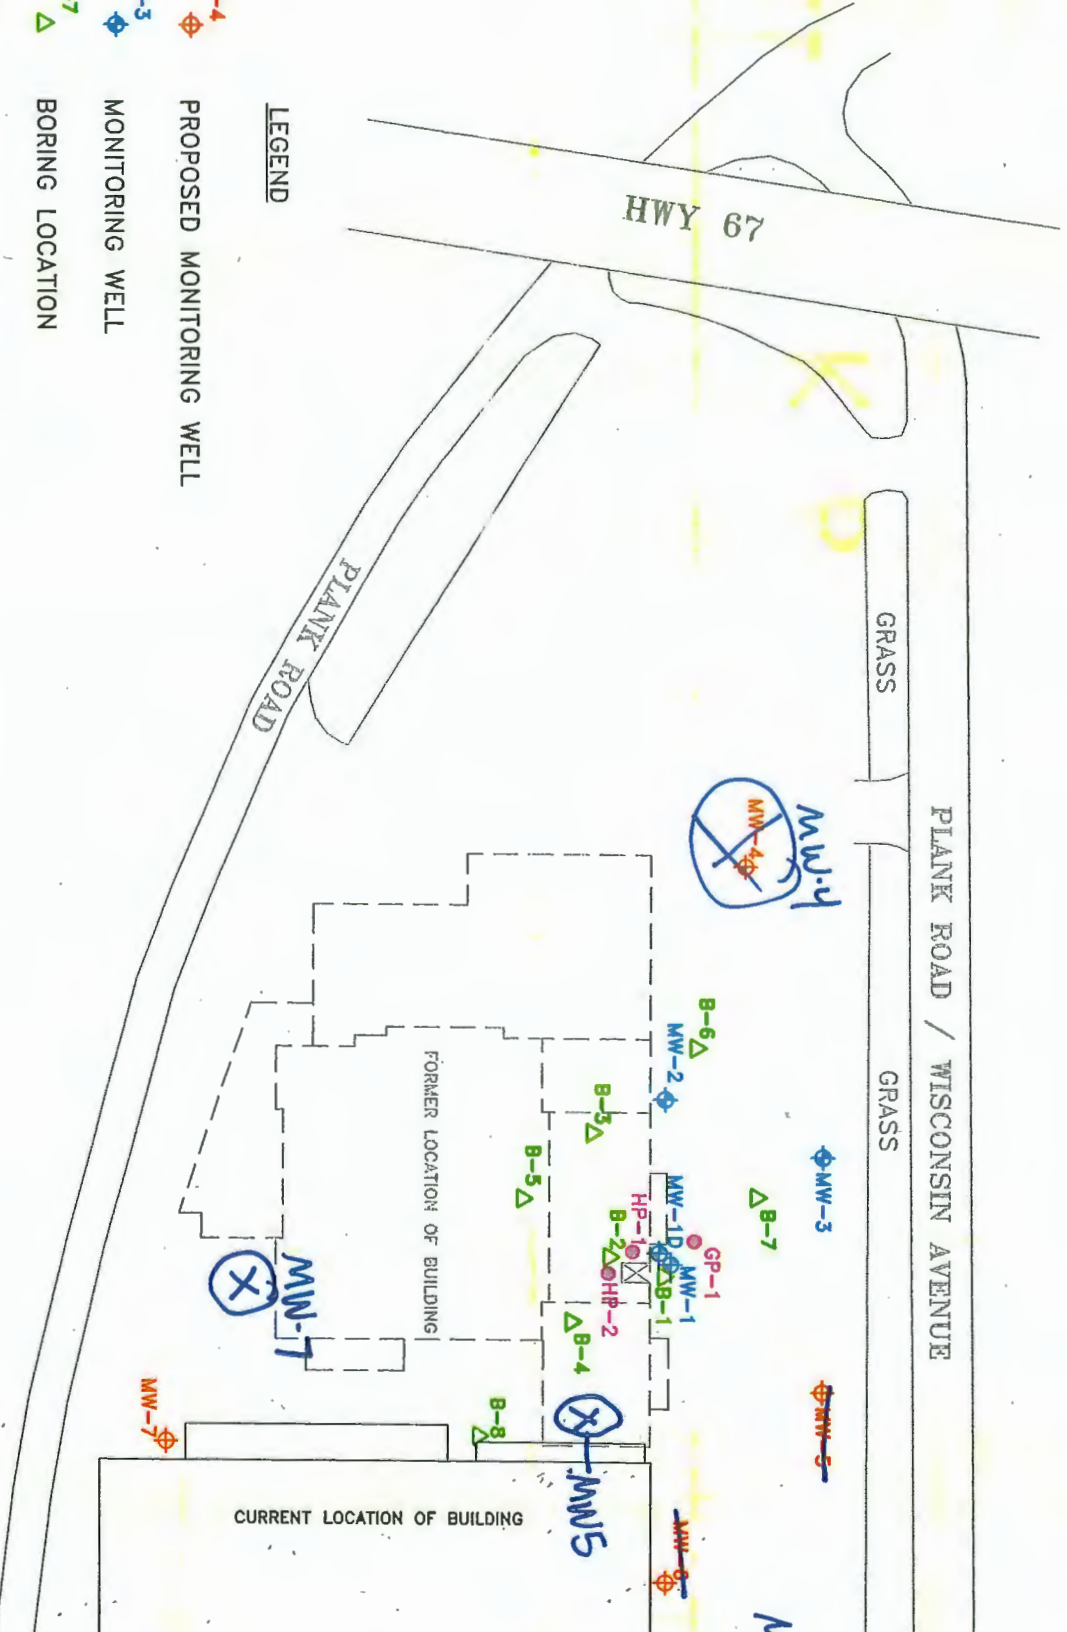 HWY 67
PLANK ROAD / WISCONSIN AVENUE
GRASS
GRASS
PLANK ROAD
MW-4
MW-4
B-6
MW-2
MW-3
B-7
B-3
B-5
MW-1D
HP-1
B-2
GP-1
MW-1
B-1
HP-2
B-4
MW-5
MW-6
MW5
B-8
MW-7
MW-7
FORMER LOCATION OF BUILDING
CURRENT LOCATION OF BUILDING
LEGEND
-4 PROPOSED MONITORING WELL
-3 MONITORING WELL
7 BORING LOCATION